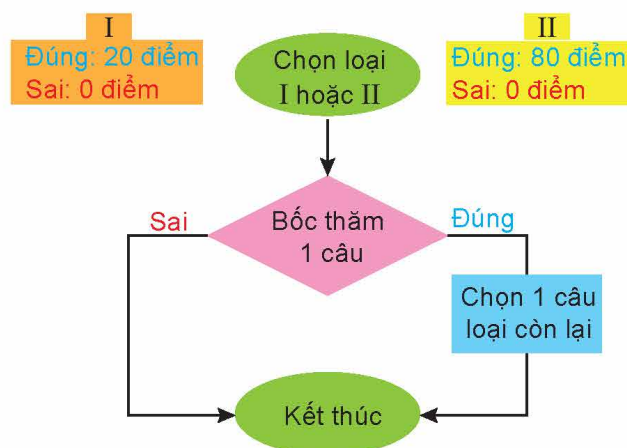 I
Đúng: 20 điểm
Sai: 0 điểm
Chọn loại
I hoặc II
II
Đúng: 80 điểm
Sai: 0 điểm
Sai
Bốc thăm
1 câu
Đúng
Chọn 1 câu
loại còn lại
Kết thúc